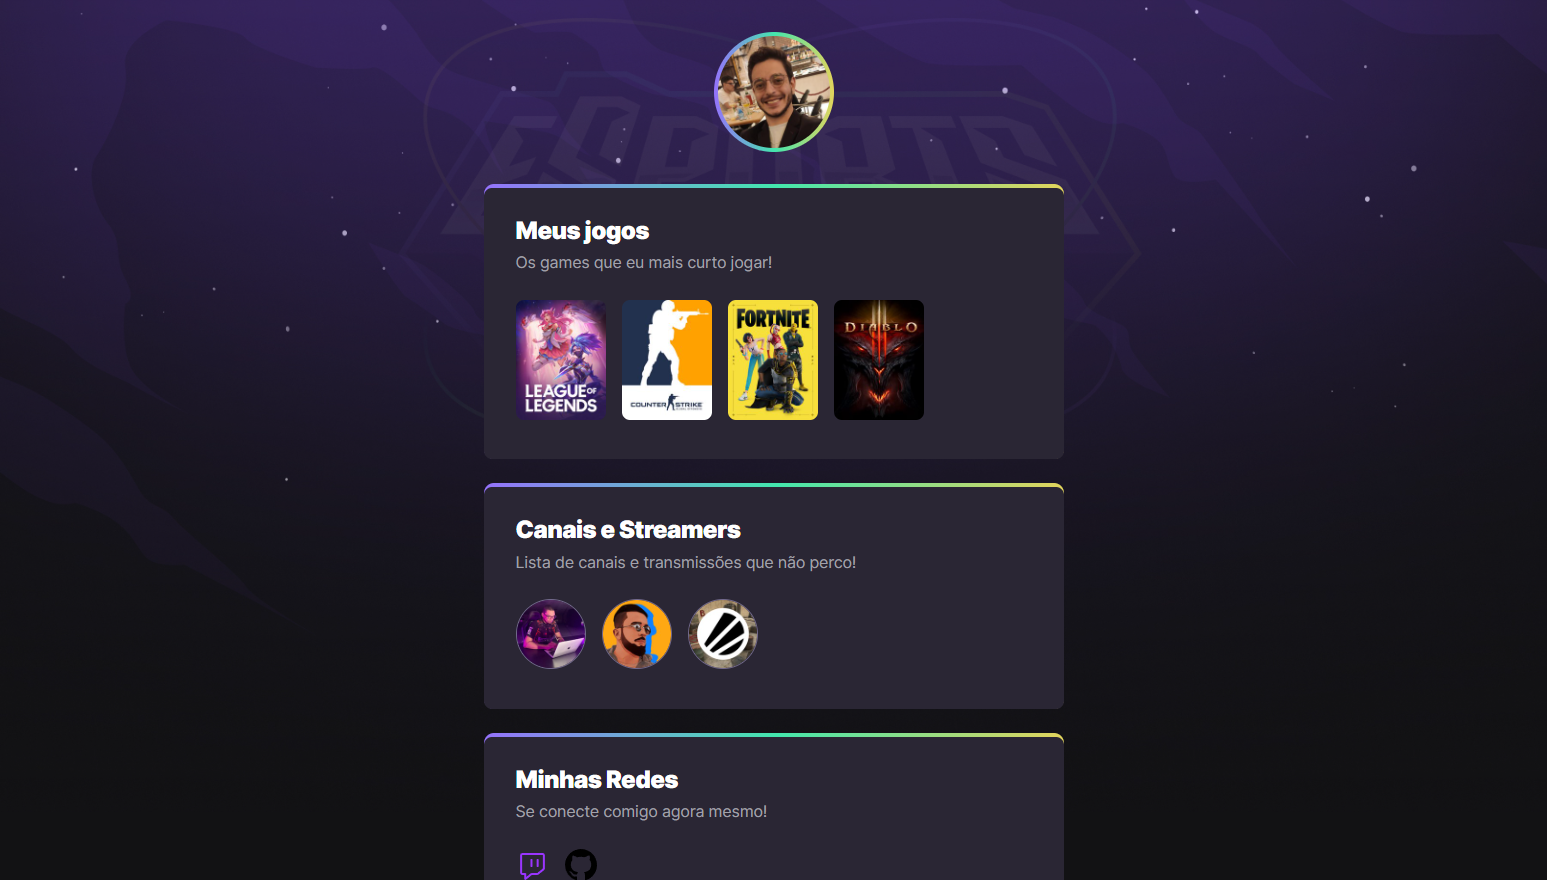 ESPORTS
Meus jogos
Os games que eu mais curto jogar!
LEAGUE OF
LEGENDS
COUNTER STRIKE
FORTNITE
DIABLO
Canais e Streamers
Lista de canais e transmissões que não perco!
Minhas Redes
Se conecte comigo agora mesmo!